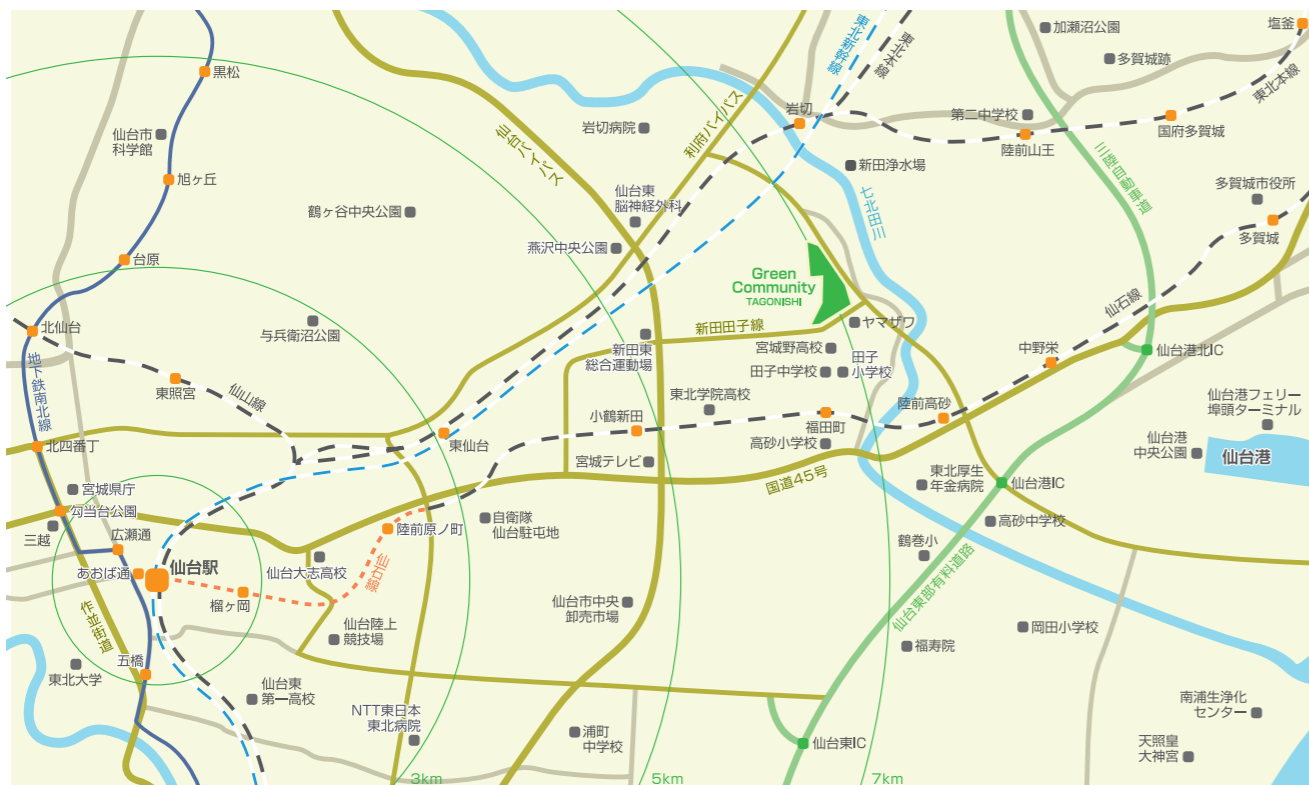 塩釜
加瀬沼公園
東北新幹線
東北本線
多賀城跡
黒松
東北本線
利府バイパス
岩切
第二中学校
国府多賀城
仙台市
科学館
仙台バイパス
岩切病院
陸前山王
三陸自動車道
新田浄水場
旭ヶ丘
多賀城市役所
仙台東
脳神経外科
七北田川
鶴ヶ谷中央公園
多賀城
燕沢中央公園
台原
Green
Community
TAGONISHI
仙石線
北仙台
与兵衛沼公園
新田田子線
ヤマザワ
新田東
総合運動場
宮城野高校
中野栄
仙台港北IC
地下鉄南北線
田子
小学校
田子中学校
東照宮
仙山線
東北学院高校
仙台港フェリー
埠頭ターミナル
小鶴新田
福田町
陸前高砂
北四番丁
東仙台
高砂小学校
仙台港
中央公園
仙台港
宮城テレビ
国道45号
東北厚生
年金病院
仙台港IC
宮城県庁
勾当台公園
三越
広瀬通
陸前原ノ町
自衛隊
仙台駐屯地
高砂中学校
鶴巻小
あおば通
仙台駅
仙台大志高校
仙石線
仙台東部有料道路
榴ヶ岡
仙台市中央
卸売市場
作並街道
仙台陸上
競技場
岡田小学校
福寿院
五橋
東北大学
仙台東
第一高校
南浦生浄化
センター
NTT東日本
東北病院
浦町
中学校
仙台東IC
天照皇
大神宮
3km
5km
7km